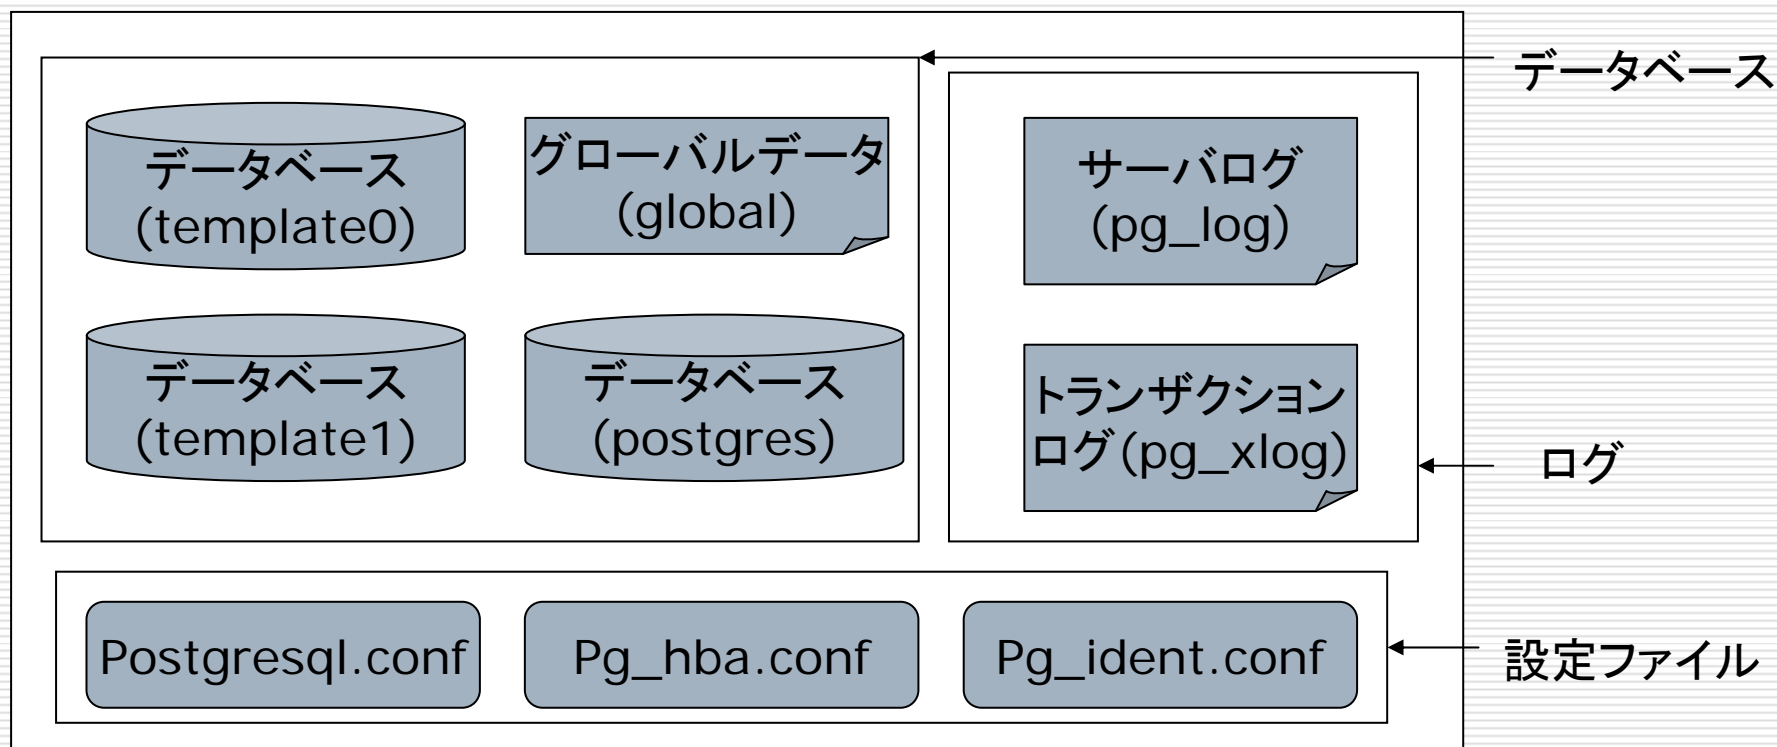 データベース
データベース
(template0)
グローバルデータ
(global)
サーバログ
(pg_log)
データベース
(template1)
データベース
(postgres)
トランザクション
ログ(pg_xlog)
ログ
Postgresql.conf
Pg_hba.conf
Pg_ident.conf
設定ファイル